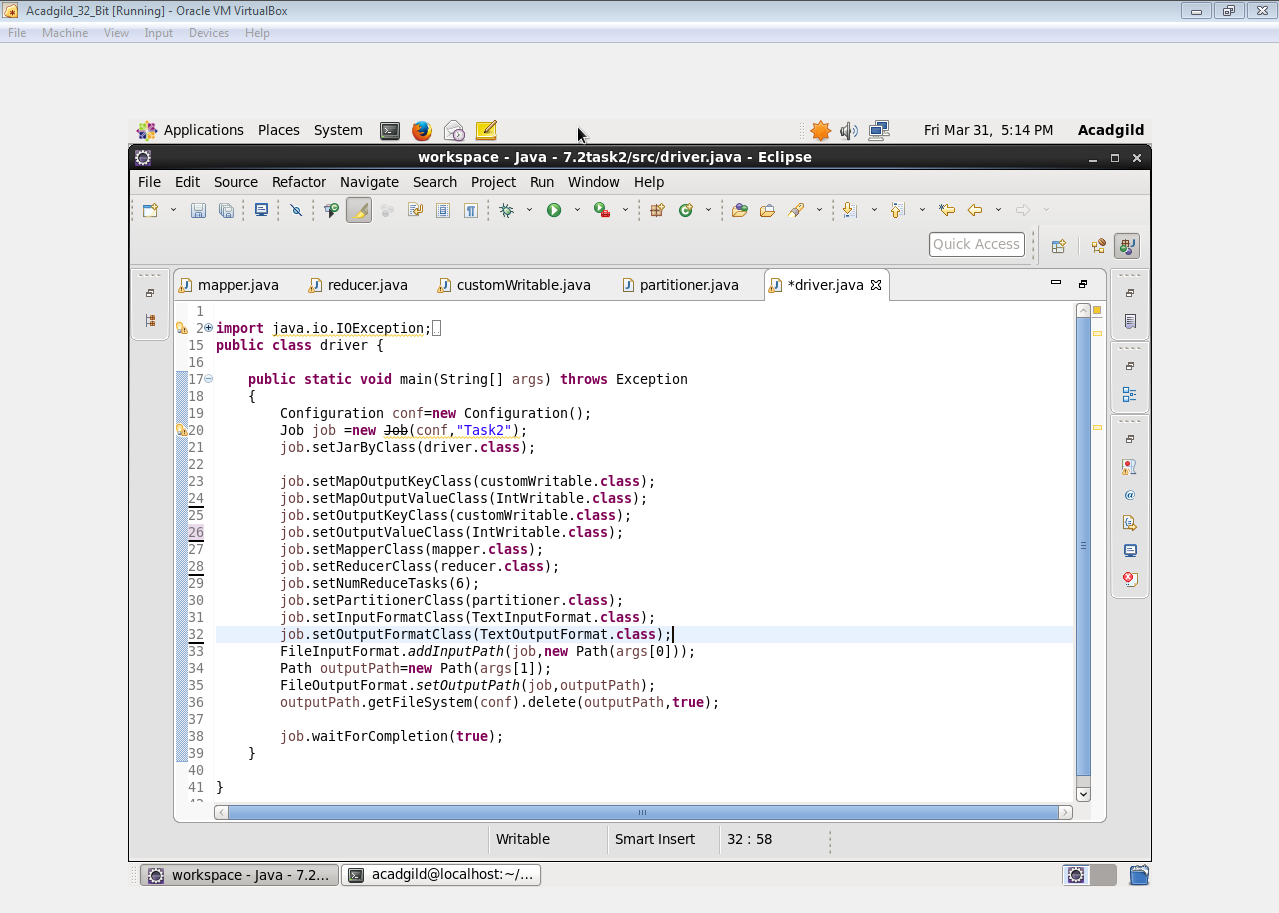 Acadgild_32_Bit [Running] - Oracle VM VirtualBox
File Machine View Input Devices Help
Applications Places System Fri Mar 31, 5:14 PM Acadgild
workspace - Java - 7.2task2/src/driver.java - Eclipse
File Edit Source Refactor Navigate Search Project Run Window Help
Quick Access
mapper.java reducer.java customWritable.java partitioner.java *driver.java
1
2 import java.io.IOException;
15 public class driver {
16
17 public static void main(String[] args) throws Exception
18 {
19 Configuration conf=new Configuration();
20 Job job =new Job(conf,"Task2");
21 job.setJarByClass(driver.class);
22
23 job.setMapOutputKeyClass(customWritable.class);
24 job.setMapOutputValueClass(IntWritable.class);
25 job.setOutputKeyClass(customWritable.class);
26 job.setOutputValueClass(IntWritable.class);
27 job.setMapperClass(mapper.class);
28 job.setReducerClass(reducer.class);
29 job.setNumReduceTasks(6);
30 job.setPartitionerClass(partitioner.class);
31 job.setInputFormatClass(TextInputFormat.class);
32 job.setOutputFormatClass(TextOutputFormat.class);
33 FileInputFormat.addInputPath(job,new Path(args[0]));
34 Path outputPath=new Path(args[1]);
35 FileOutputFormat.setOutputPath(job,outputPath);
36 outputPath.getFileSystem(conf).delete(outputPath,true);
37
38 job.waitForCompletion(true);
39 }
40
41 }
Writable Smart Insert 32 : 58
workspace - Java - 7.2... acadgild@localhost:~/...